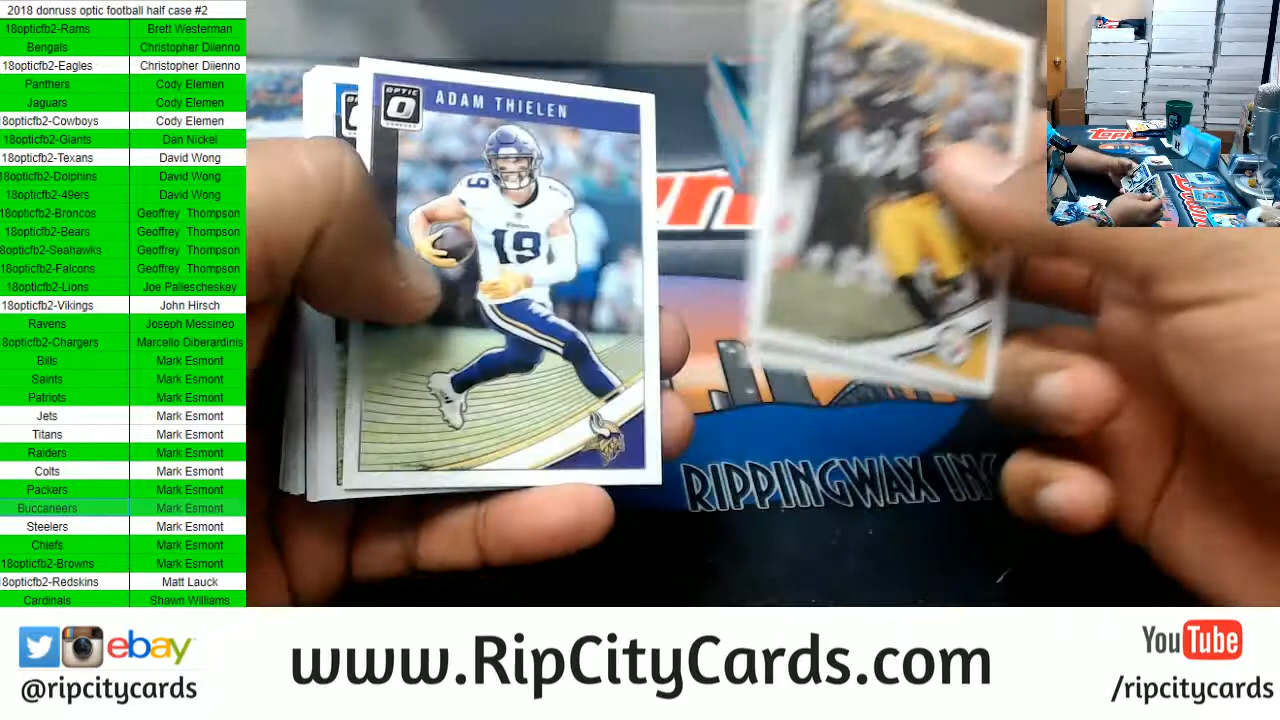 2018 donruss optic football half case #2
18opticfb2-Rams Brett Westerman
Bengals Christopher Diienno
18opticfb2-Eagles Christopher Diienno
Panthers Cody Elemen
Jaguars Cody Elemen
18opticfb2-Cowboys Cody Elemen
18opticfb2-Giants Dan Nickel
18opticfb2-Texans David Wong
18opticfb2-Dolphins David Wong
18opticfb2-49ers David Wong
18opticfb2-Broncos Geoffrey Thompson
18opticfb2-Bears Geoffrey Thompson
8opticfb2-Seahawks Geoffrey Thompson
18opticfb2-Falcons Geoffrey Thompson
18opticfb2-Lions Joe Paliescheskey
18opticfb2-Vikings John Hirsch
Ravens Joseph Messineo
8opticfb2-Chargers Marcello Diberardinis
Bills Mark Esmont
Saints Mark Esmont
Patriots Mark Esmont
Jets Mark Esmont
Titans Mark Esmont
Raiders Mark Esmont
Colts Mark Esmont
Packers Mark Esmont
Buccaneers Mark Esmont
Steelers Mark Esmont
Chiefs Mark Esmont
18opticfb2-Browns Mark Esmont
8opticfb2-Redskins Matt Lauck
Cardinals Shawn Williams
OPTIC
ADAM THIELEN
19
RIPPINGWAX INC
Topps
ebay
@ripcitycards
www.RipCityCards.com
YouTube
/ripcitycards